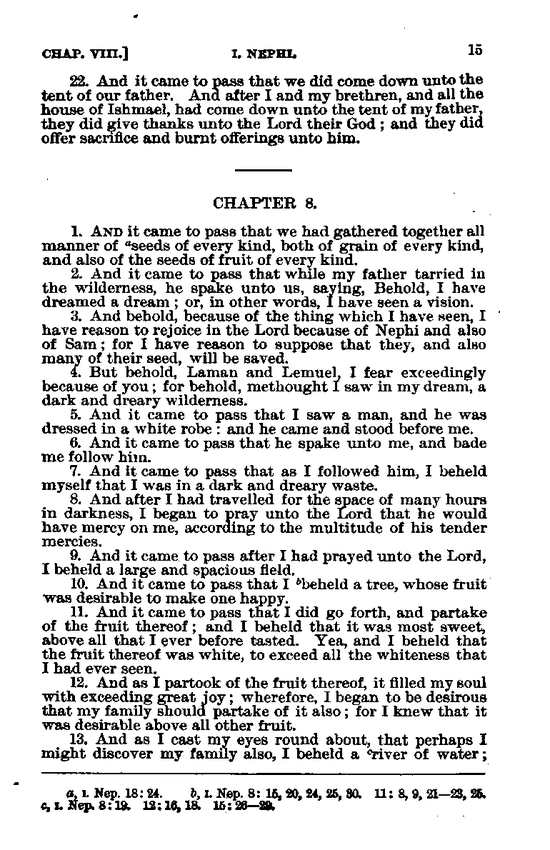 CHAP. VIII.] I. NEPHI. 15
22. And it came to pass that we did come down unto the
tent of our father. And after I and my brethren, and all the
house of Ishmael, had come down unto the tent of my father,
they did give thanks unto the Lord their God ; and they did
offer sacrifice and burnt offerings unto him.
CHAPTER 8.
1. AND it came to pass that we had gathered together all
manner of aseeds of every kind, both of grain of every kind,
and also of the seeds of fruit of every kind.
2. And it came to pass that while my father tarried in
the wilderness, he spake unto us, saying, Behold, I have
dreamed a dream ; or, in other words, I have seen a vision.
3. And behold, because of the thing which I have seen, I
have reason to rejoice in the Lord because of Nephi and also
of Sam ; for I have reason to suppose that they, and also
many of their seed, will be saved.
4. But behold, Laman and Lemuel, I fear exceedingly
because of you ; for behold, methought I saw in my dream, a
dark and dreary wilderness.
5. And it came to pass that I saw a man, and he was
dressed in a white robe : and he came and stood before me.
6. And it came to pass that he spake unto me, and bade
me follow him.
7. And it came to pass that as I followed him, I beheld
myself that I was in a dark and dreary waste.
8. And after I had travelled for the space of many hours
in darkness, I began to pray unto the Lord that he would
have mercy on me, according to the multitude of his tender
mercies.
9. And it came to pass after I had prayed unto the Lord,
I beheld a large and spacious field.
10. And it came to pass that I bbeheld a tree, whose fruit
was desirable to make one happy.
11. And it came to pass that I did go forth, and partake
of the fruit thereof ; and I beheld that it was most sweet,
above all that I ever before tasted. Yea, and I beheld that
the fruit thereof was white, to exceed all the whiteness that
I had ever seen.
12. And as I partook of the fruit thereof, it filled my soul
with exceeding great joy ; wherefore, I began to be desirous
that my family should partake of it also ; for I knew that it
was desirable above all other fruit.
13. And as I cast my eyes round about, that perhaps I
might discover my family also, I beheld a criver of water ;
a, I. Nep. 18: 24. b, I. Nep. 8: 15, 20, 24, 25, 30. 11: 8, 9, 21—23, 25.
c, I. Nep. 8: 19. 12: 16, 18. 15: 26—29.